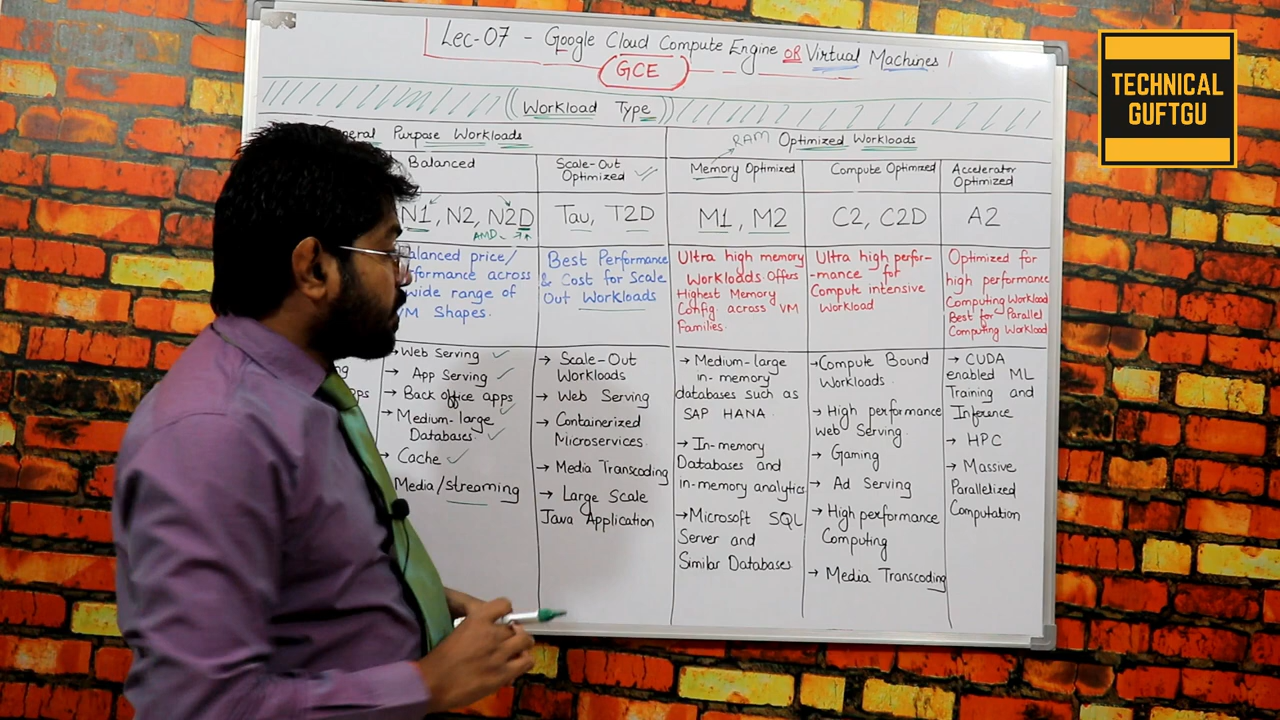 Lec-07 - Google Cloud Compute Engine OR Virtual Machines
GCE
TECHNICAL
GUFTGU
Workload Type
General Purpose Workloads
RAM
Optimized Workloads
Balanced
N1, N2, N2D
AMD
Balanced price/
performance across
wide range of
VM Shapes.
→ Web Serving
→ App Serving
→ Back office apps
→ Medium-large
Databases
→ Cache
Media/streaming
Scale-Out
Optimized
Tau, T2D
Best Performance
& Cost for Scale
Out Workloads
→ Scale-Out
Workloads
→ Web Serving
→ Containerized
Microservices.
→ Media Transcoding
→ Large Scale
Java Application
Memory Optimized
M1, M2
Ultra high memory
Workloads Offers
Highest Memory
Config. across VM
families.
→ Medium-large
in-memory
databases such as
SAP HANA.
→ In-memory
Databases and
in-memory analytics
→ Microsoft SQL
Server and
Similar Databases
Compute Optimized
C2, C2D
Ultra high perfor-
-mance for
Compute intensive
Workload
→ Compute Bound
Workloads.
→ High performance
web Serving.
→ Gaming
→ Ad Serving
→ High performance
Computing
→ Media Transcoding
Accelerator
Optimized
A2
Optimized for
high performance
Computing Workload
Best for Parallel
Computing Workload
→ CUDA
enabled ML
Training and
Inference
→ HPC
→ Massive
Parallelized
Computation